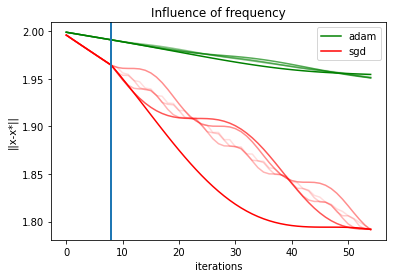 Influence of frequency
adam
sgd
||x-x*||
2.00
1.95
1.90
1.85
1.80
0
10
20
30
40
50
iterations